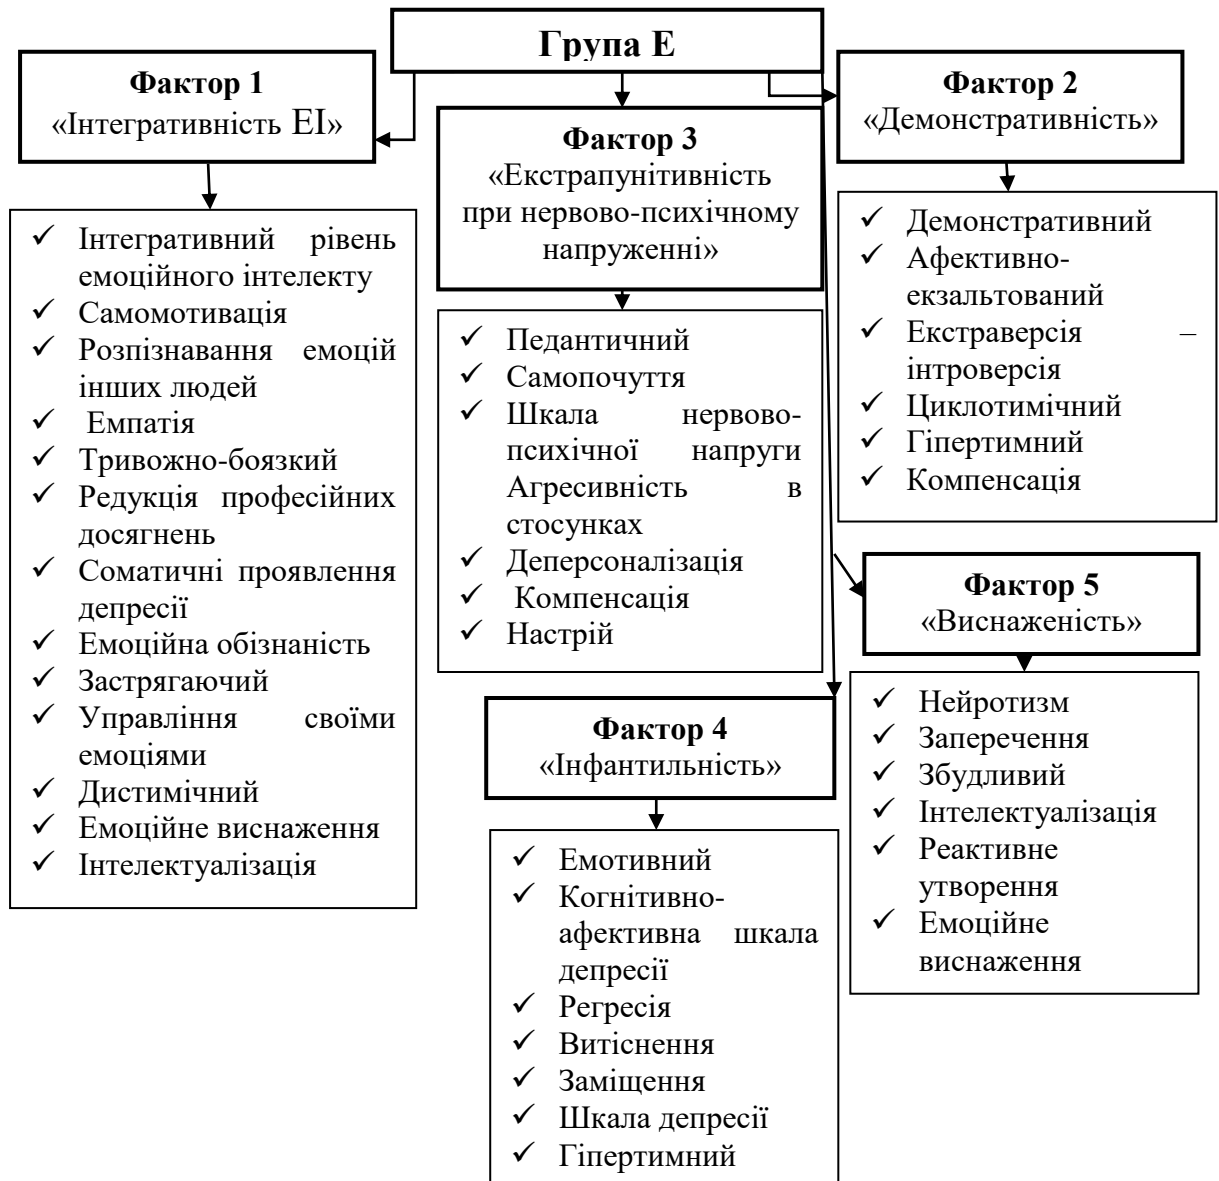 Група Е
Фактор 1
«Інтегративність ЕІ»
✓ Інтегративний рівень
емоційного інтелекту
✓ Самомотивація
✓ Розпізнавання емоцій
інших людей
✓ Емпатія
✓ Тривожно-боязкий
✓ Редукція професійних
досягнень
✓ Соматичні проявлення
депресії
✓ Емоційна обізнаність
✓ Застрягаючий
✓ Управління своїми
емоціями
✓ Дистимічний
✓ Емоційне виснаження
✓ Інтелектуалізація
Фактор 3
«Екстрапунітивність
при нервово-психічному
напруженні»
✓ Педантичний
✓ Самопочуття
✓ Шкала нервово-
психічної напруги
Агресивність в
стосунках
✓ Деперсоналізація
✓ Компенсація
✓ Настрій
Фактор 2
«Демонстративність»
✓ Демонстративний
✓ Афективно-
екзальтований
✓ Екстраверсія –
інтроверсія
✓ Циклотимічний
✓ Гіпертимний
✓ Компенсація
Фактор 4
«Інфантильність»
✓ Емотивний
✓ Когнітивно-
афективна шкала
депресії
✓ Регресія
✓ Витіснення
✓ Заміщення
✓ Шкала депресії
✓ Гіпертимний
Фактор 5
«Виснаженість»
✓ Нейротизм
✓ Заперечення
✓ Збудливий
✓ Інтелектуалізація
✓ Реактивне
утворення
✓ Емоційне
виснаження